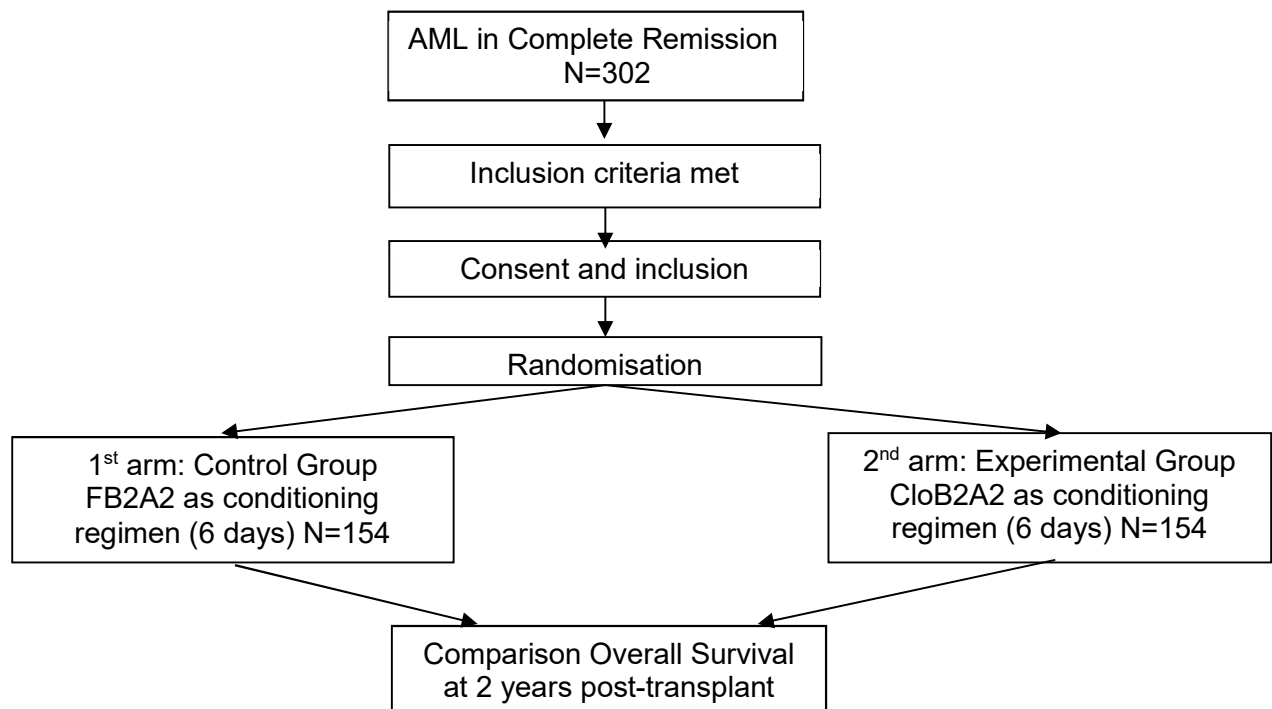 AML in Complete Remission
N=302
Inclusion criteria met
Consent and inclusion
Randomisation
1st arm: Control Group
FB2A2 as conditioning
regimen (6 days) N=154
2nd arm: Experimental Group
CloB2A2 as conditioning
regimen (6 days) N=154
Comparison Overall Survival
at 2 years post-transplant